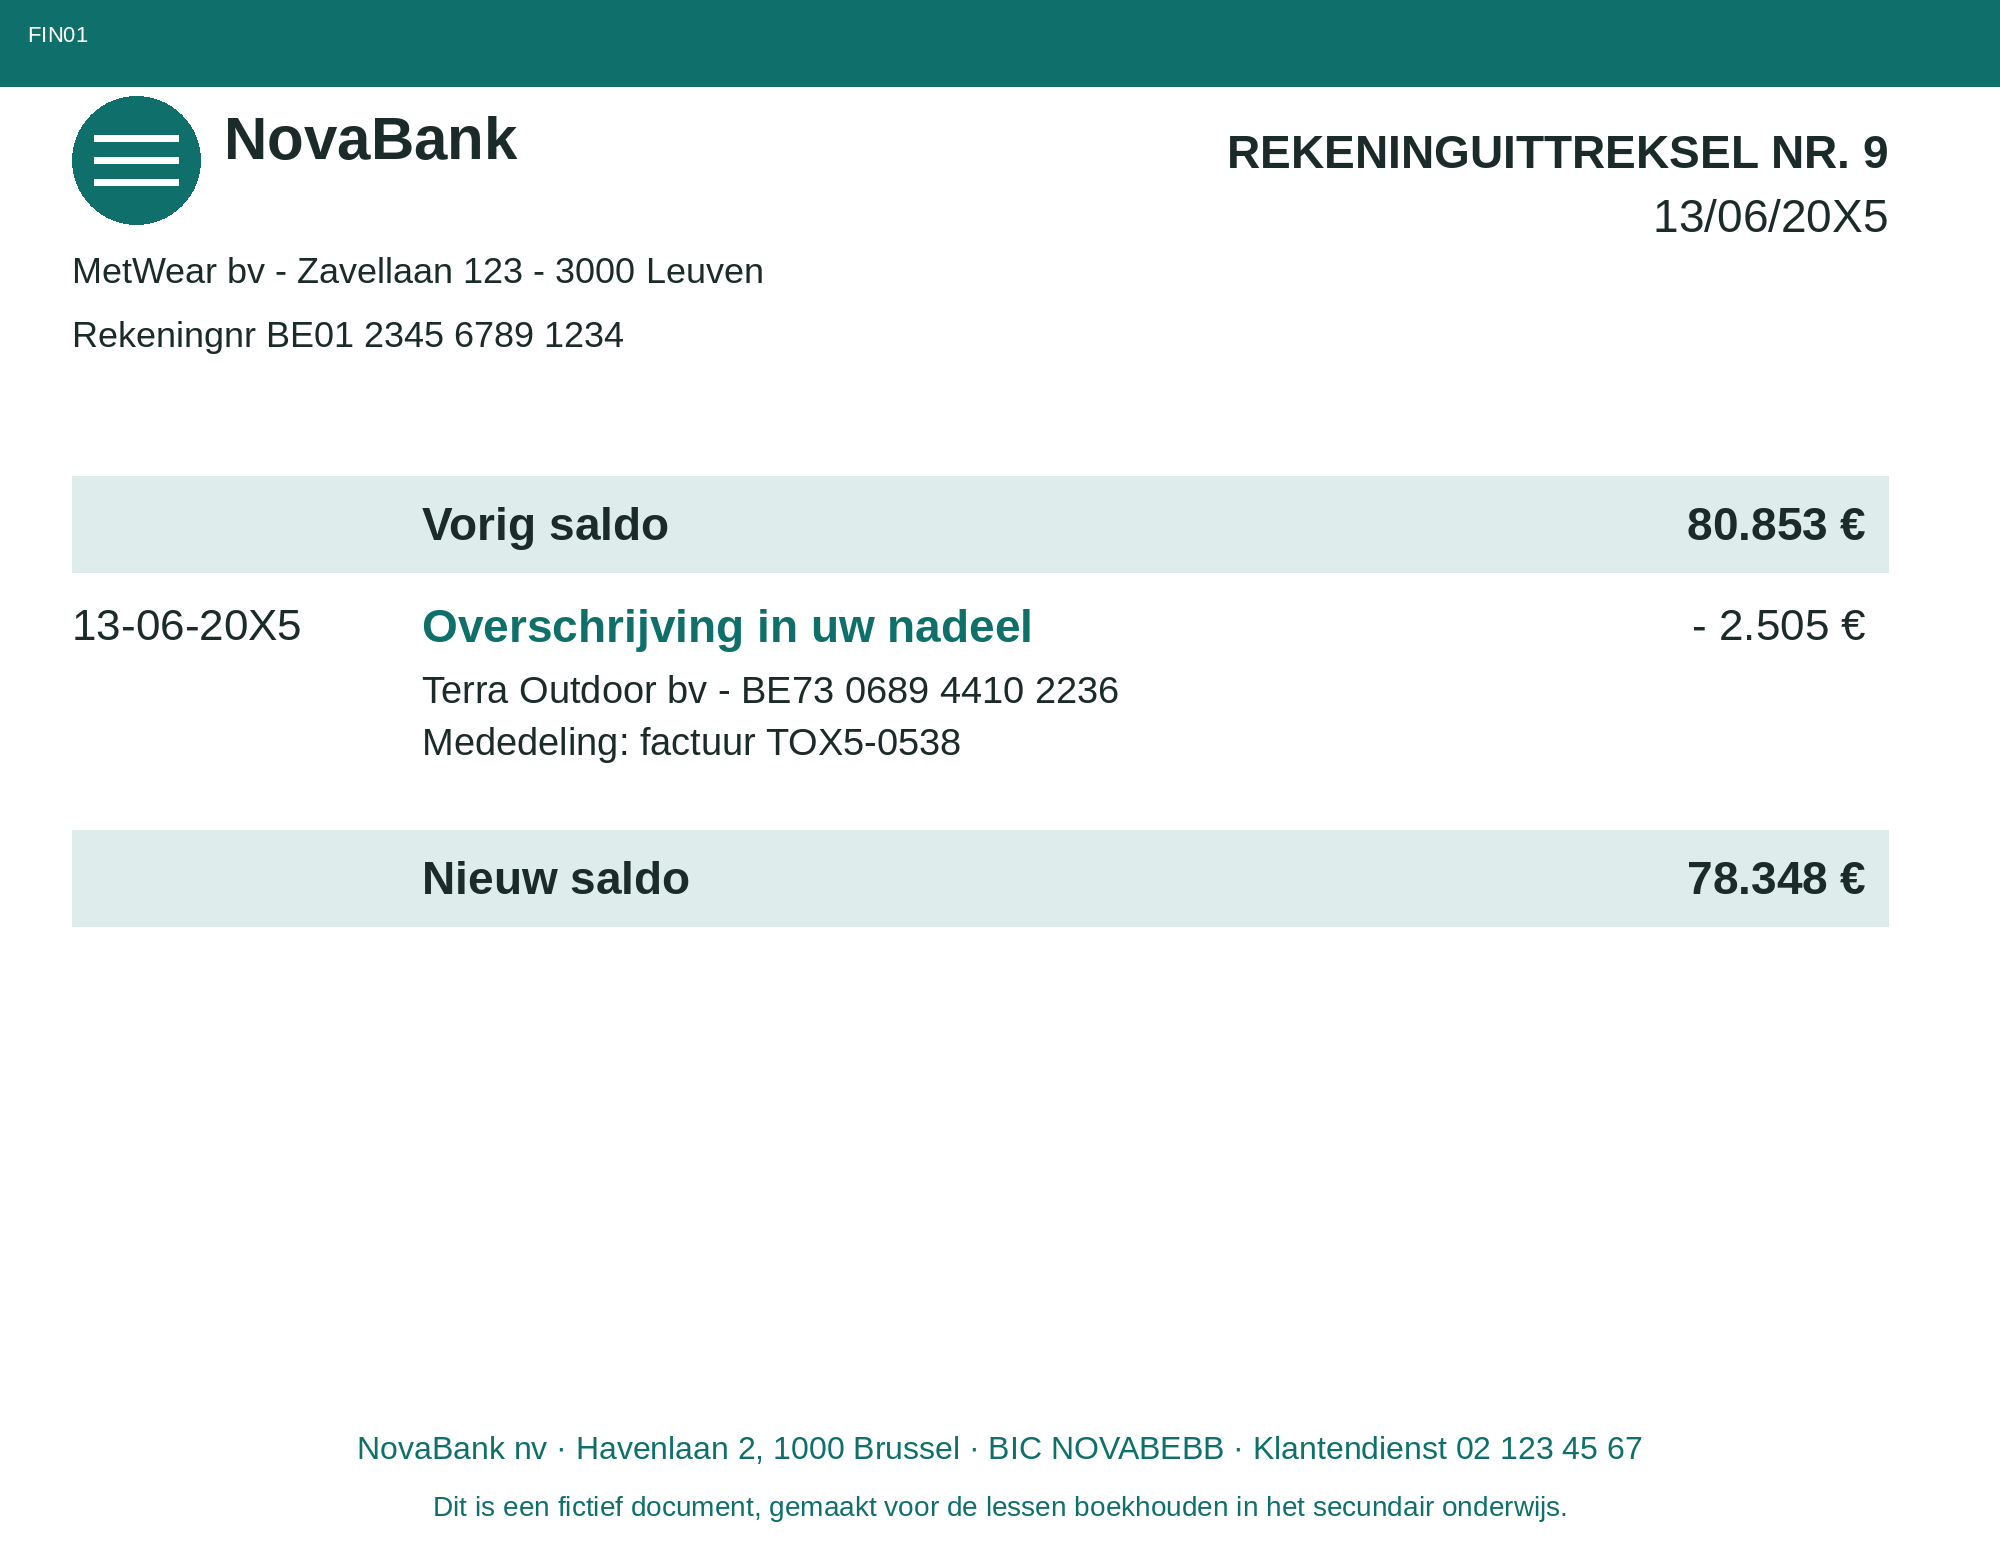 FIN01
NovaBank
REKENINGUITTREKSEL NR. 9
13/06/20X5
MetWear bv - Zavellaan 123 - 3000 Leuven
Rekeningnr BE01 2345 6789 1234
Vorig saldo 80.853 €
13-06-20X5 Overschrijving in uw nadeel - 2.505 €
Terra Outdoor bv - BE73 0689 4410 2236
Mededeling: factuur TOX5-0538
Nieuw saldo 78.348 €
NovaBank nv · Havenlaan 2, 1000 Brussel · BIC NOVABEBB · Klantendienst 02 123 45 67
Dit is een fictief document, gemaakt voor de lessen boekhouden in het secundair onderwijs.